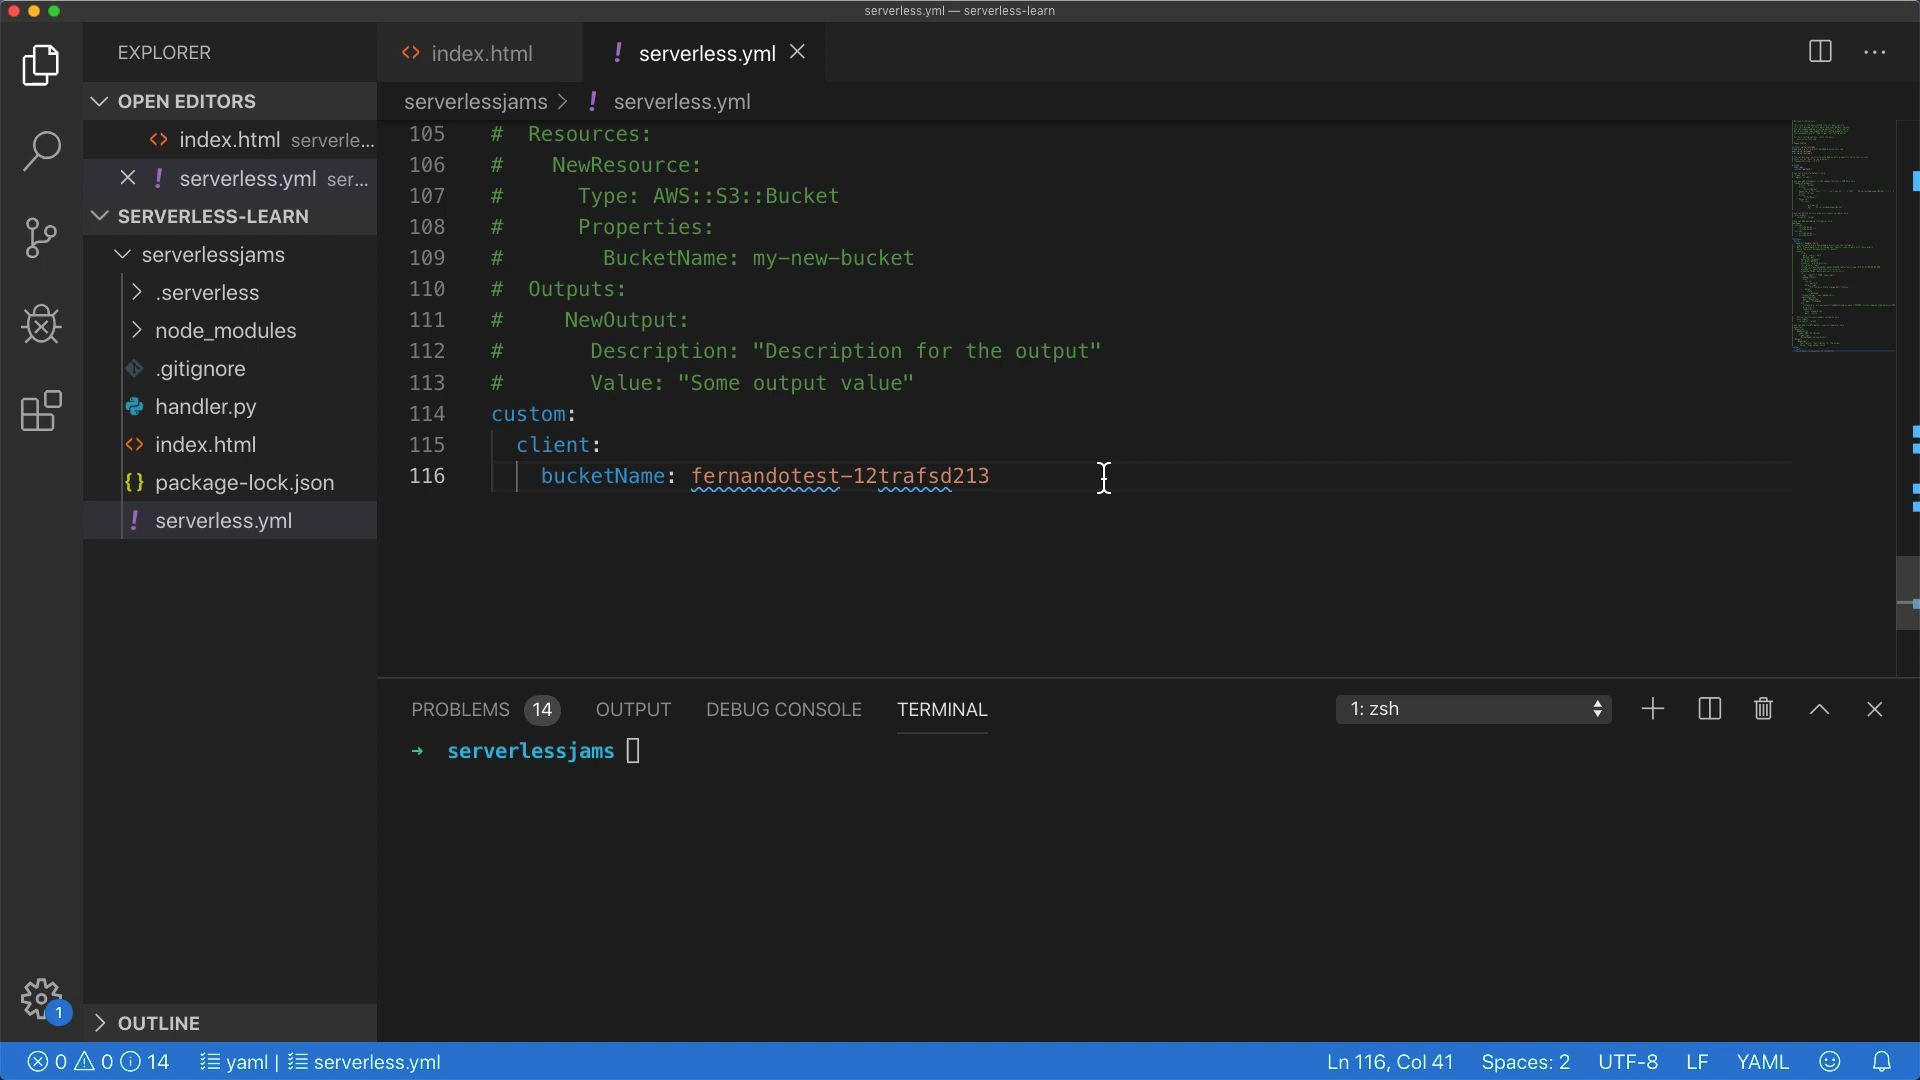 serverless.yml — serverless-learn
EXPLORER
OPEN EDITORS
index.html serverle...
serverless.yml ser...
SERVERLESS-LEARN
serverlessjams
.serverless
node_modules
.gitignore
handler.py
index.html
package-lock.json
serverless.yml
OUTLINE
1
index.html
serverless.yml
serverlessjams > ! serverless.yml
105 # Resources:
106 # NewResource:
107 # Type: AWS::S3::Bucket
108 # Properties:
109 # BucketName: my-new-bucket
110 # Outputs:
111 # NewOutput:
112 # Description: "Description for the output"
113 # Value: "Some output value"
114 custom:
115 client:
116 bucketName: fernandotest-12trafsd213
PROBLEMS 14 OUTPUT DEBUG CONSOLE TERMINAL 1: zsh
→ serverlessjams
0 0 14 yaml | serverless.yml Ln 116, Col 41 Spaces: 2 UTF-8 LF YAML